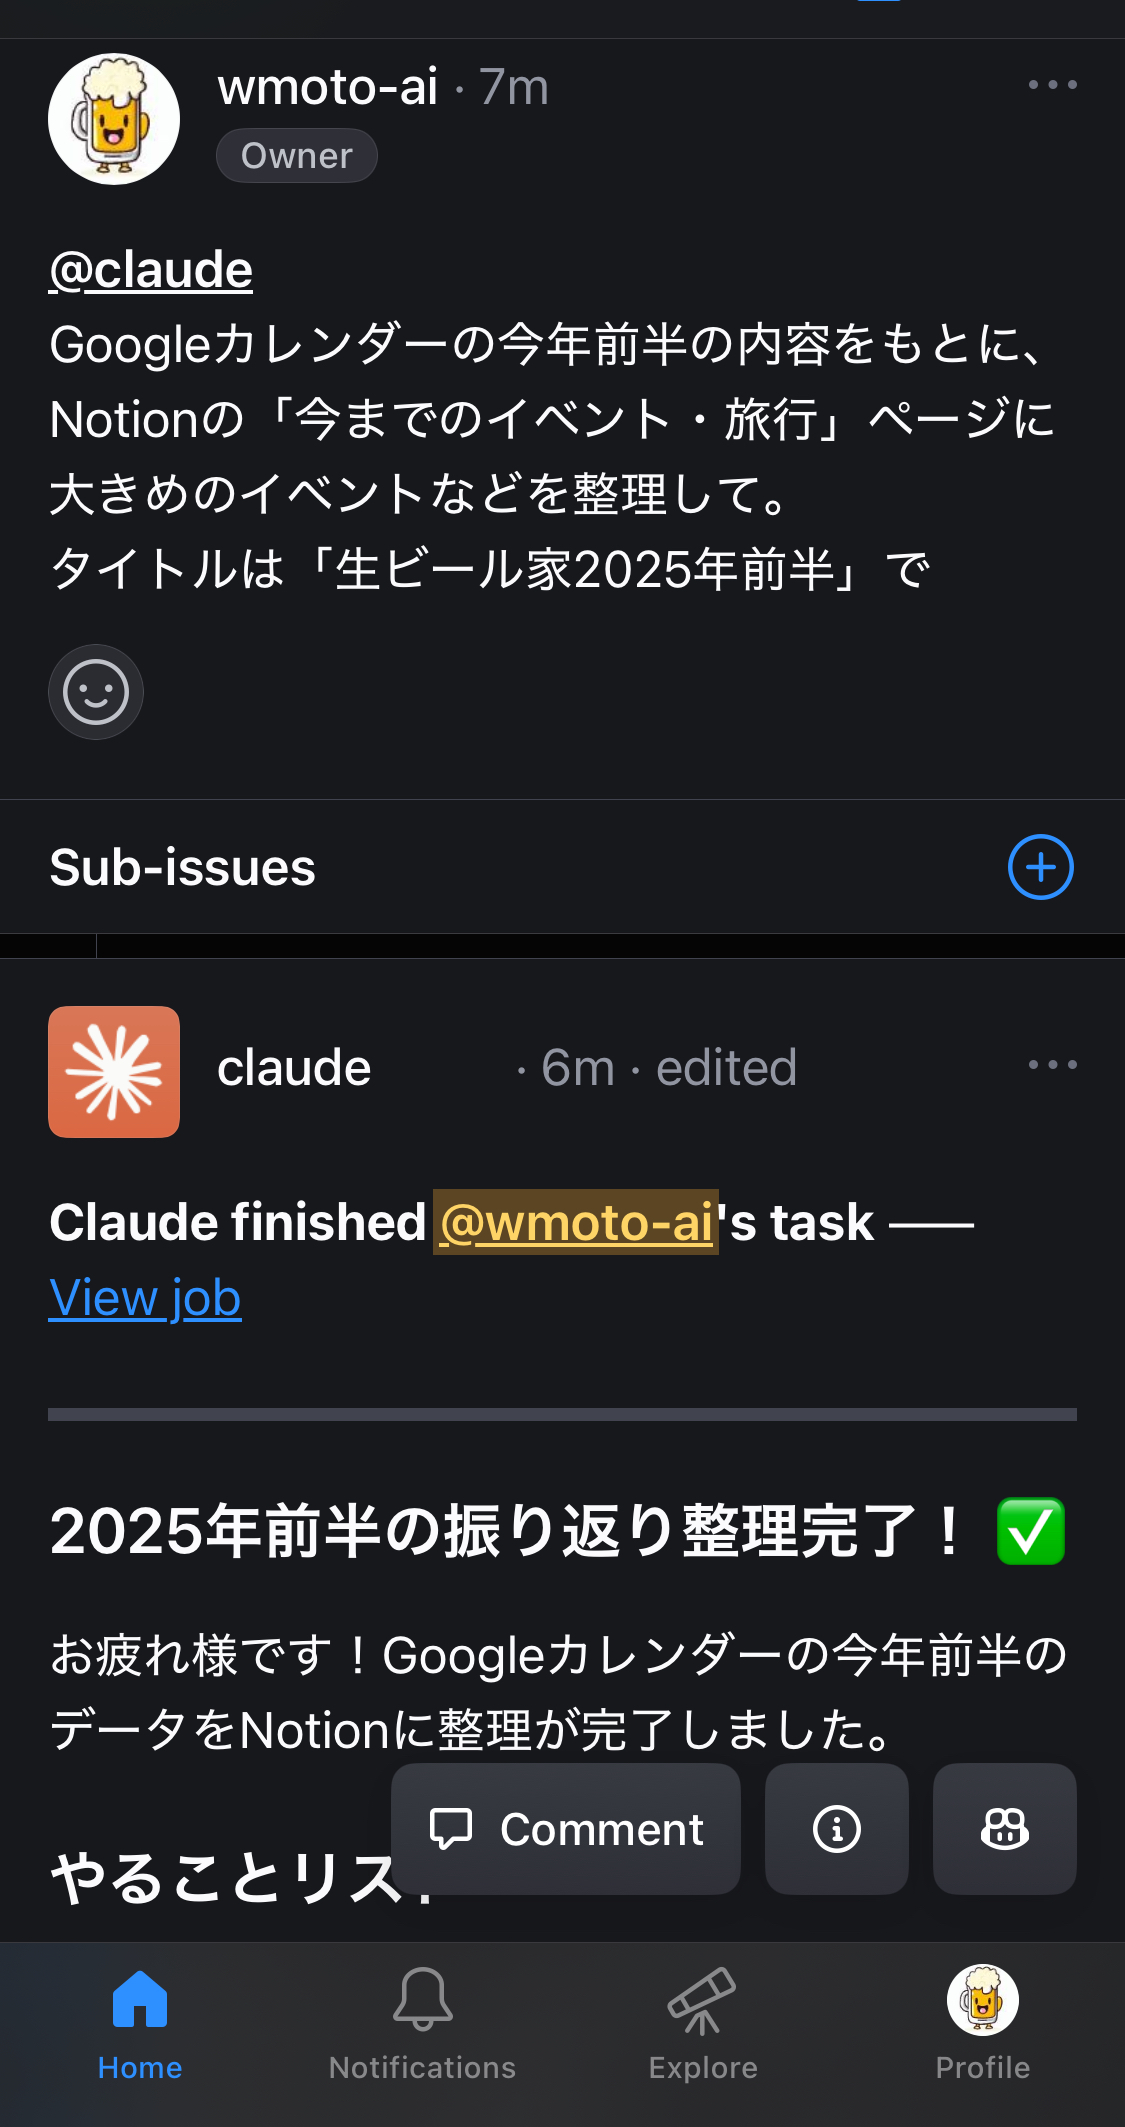 wmoto-ai · 7m
Owner
@claude
Googleカレンダーの今年前半の内容をもとに、
Notionの「今までのイベント・旅行」ページに
大きめのイベントなどを整理して。
タイトルは「生ビール家2025年前半」で
Sub-issues
claude · 6m · edited
Claude finished @wmoto-ai's task ——
View job
2025年前半の振り返り整理完了！ ✅
お疲れ様です！Googleカレンダーの今年前半の
データをNotionに整理が完了しました。
Comment
やることリス
Home
Notifications
Explore
Profile